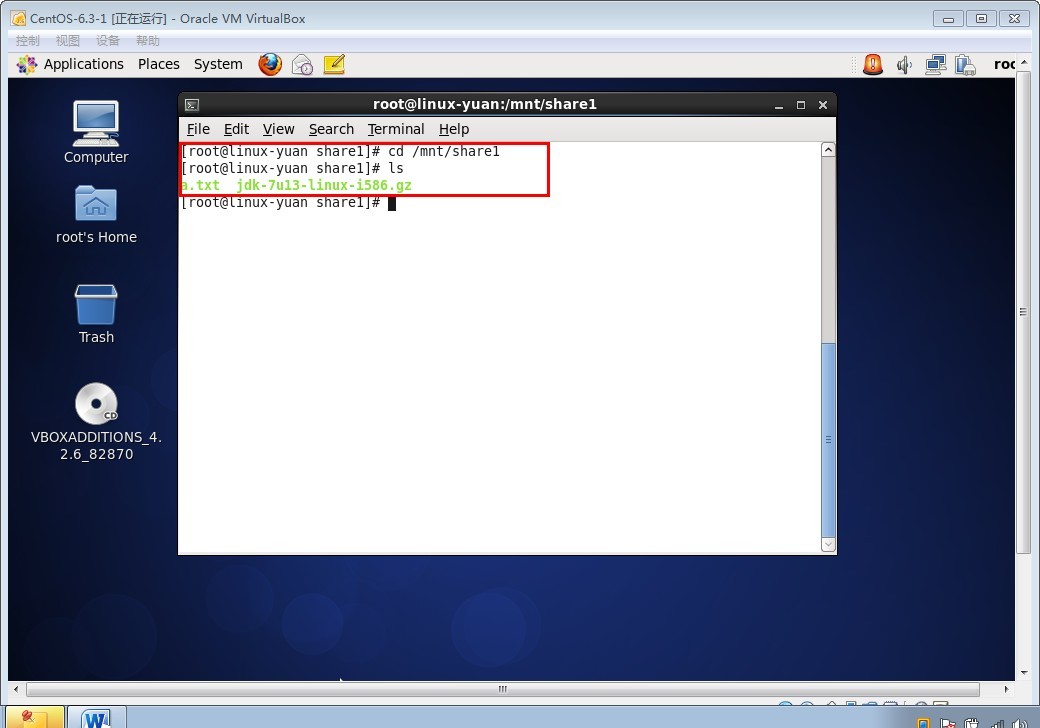 CentOS-6.3-1 [正在运行] - Oracle VM VirtualBox
控制 视图 设备 帮助
Applications Places System
root@linux-yuan:/mnt/share1
File Edit View Search Terminal Help
[root@linux-yuan share1]# cd /mnt/share1
[root@linux-yuan share1]# ls
a.txt jdk-7u13-linux-i586.gz
[root@linux-yuan share1]#
Computer
root's Home
Trash
CD
VBOXADDITIONS_4.
2.6_82870